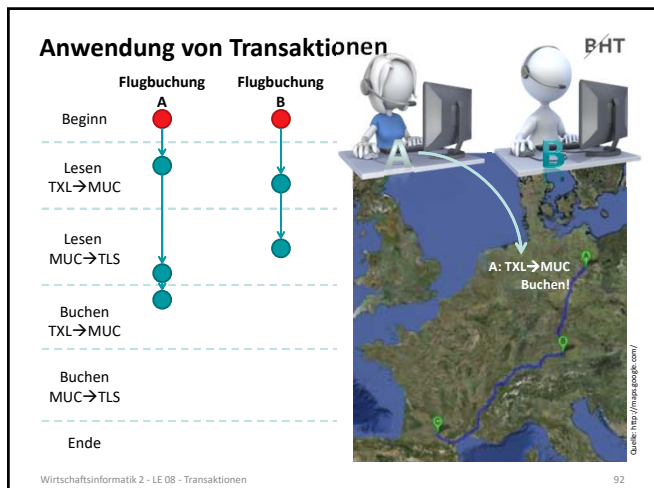 Anwendung von Transaktionen
BHT
Flugbuchung
A
Flugbuchung
B
Beginn
Lesen
TXL→MUC
Lesen
MUC→TLS
Buchen
TXL→MUC
Buchen
MUC→TLS
Ende
A
B
A: TXL→MUC
Buchen!
A
B
C
Quelle: http://maps.google.com/
Wirtschaftsinformatik 2 - LE 08 - Transaktionen
92